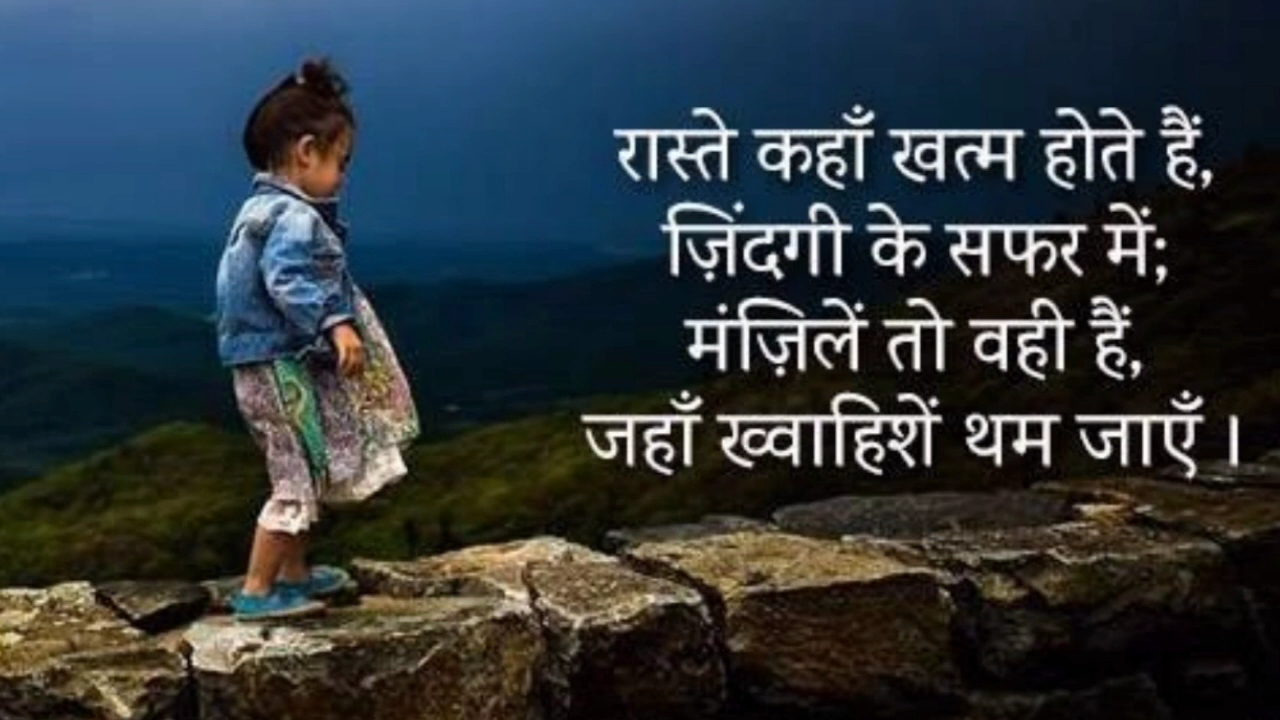 रास्ते कहाँ खत्म होते हैं,
ज़िंदगी के सफर में;
मंज़िलें तो वही हैं,
जहाँ ख्वाहिशें थम जाएँ ।